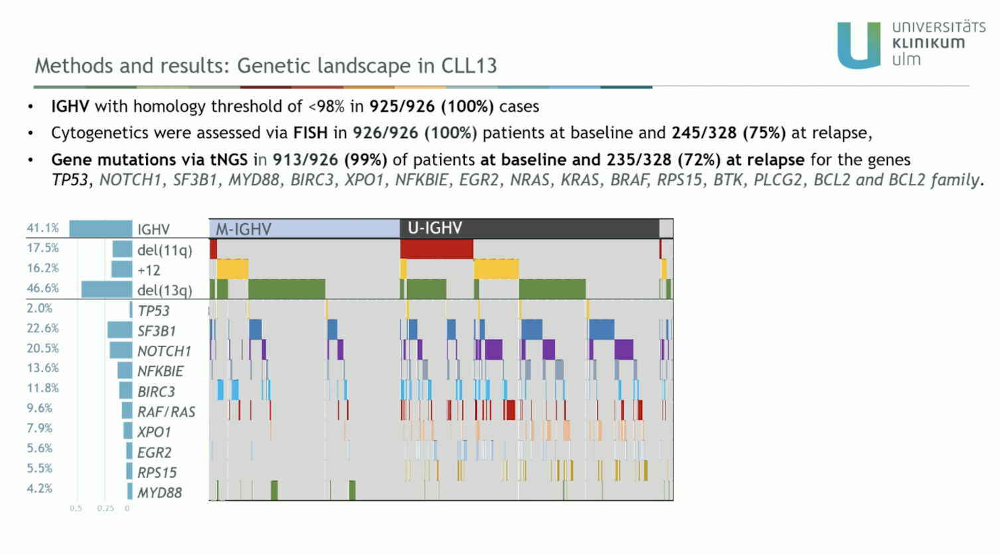 UNIVERSITÄTS
KLINIKUM
ulm
Methods and results: Genetic landscape in CLL13
• IGHV with homology threshold of <98% in 925/926 (100%) cases
• Cytogenetics were assessed via FISH in 926/926 (100%) patients at baseline and 245/328 (75%) at relapse,
• Gene mutations via tNGS in 913/926 (99%) of patients at baseline and 235/328 (72%) at relapse for the genes
TP53, NOTCH1, SF3B1, MYD88, BIRC3, XPO1, NFKBIE, EGR2, NRAS, KRAS, BRAF, RPS15, BTK, PLCG2, BCL2 and BCL2 family.
41.1% IGHV M-IGHV U-IGHV
17.5% del(11q)
16.2% +12
46.6% del(13q)
2.0% TP53
22.6% SF3B1
20.5% NOTCH1
13.6% NFKBIE
11.8% BIRC3
9.6% RAF/RAS
7.9% XPO1
5.6% EGR2
5.5% RPS15
4.2% MYD88
0.5 0.25 0